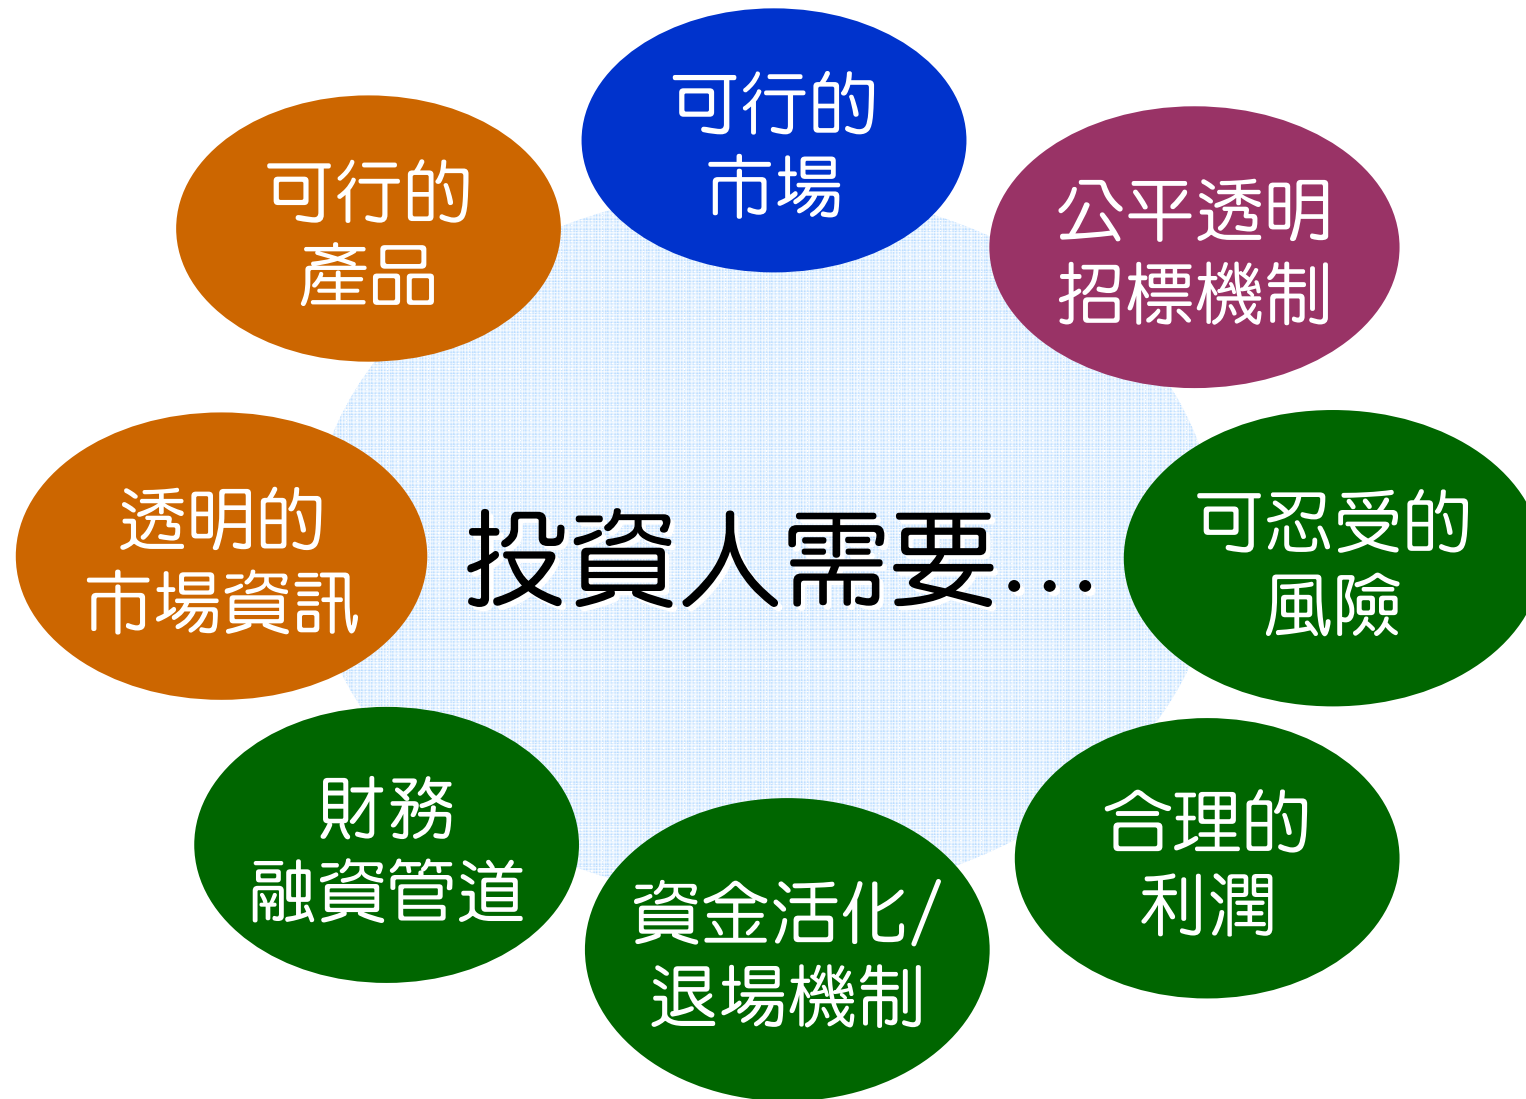 可行的
市場
公平透明
招標機制
可忍受的
風險
合理的
利潤
資金活化/
退場機制
財務
融資管道
透明的
市場資訊
可行的
產品
投資人需要...